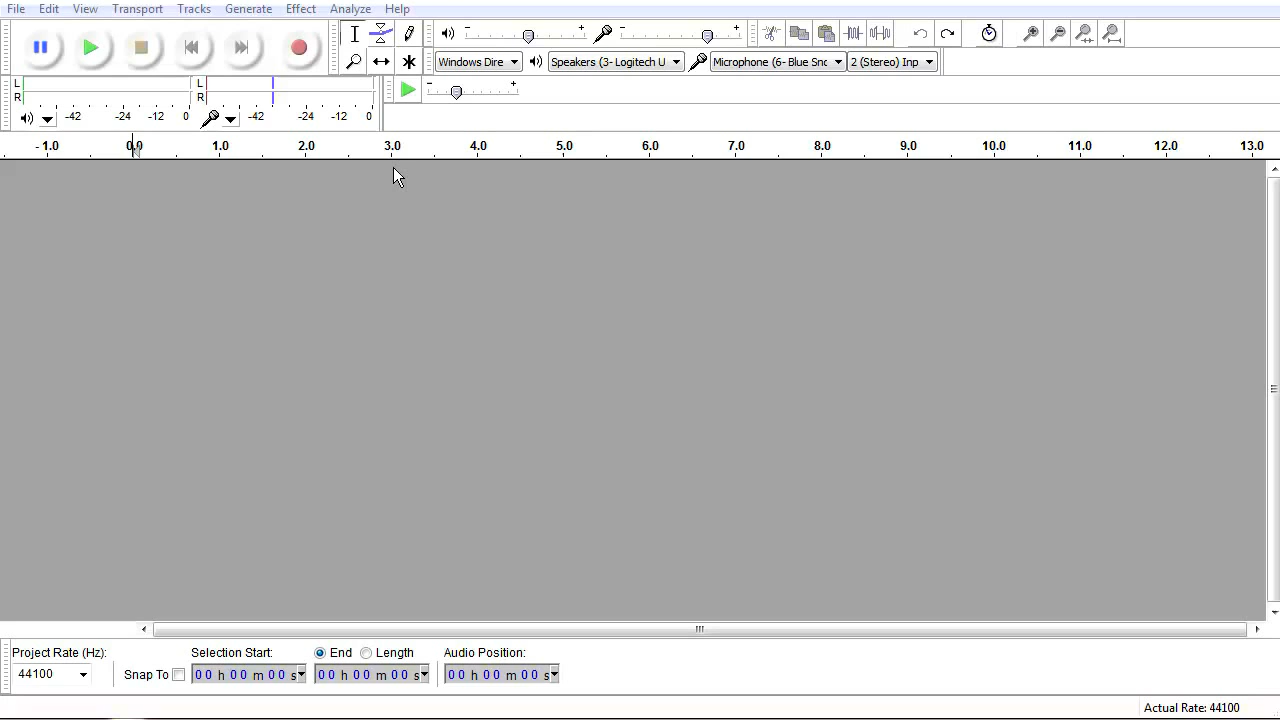 File Edit View Transport Tracks Generate Effect Analyze Help
Windows Dire Speakers (3- Logitech U Microphone (6- Blue Snc 2 (Stereo) Inp
L L
R R
-42 -24 -12 0 -42 -24 -12 0
- 1.0 0.0 1.0 2.0 3.0 4.0 5.0 6.0 7.0 8.0 9.0 10.0 11.0 12.0 13.0
Project Rate (Hz): Selection Start: End Length Audio Position:
44100 Snap To 00 h 00 m 00 s 00 h 00 m 00 s 00 h 00 m 00 s
Actual Rate: 44100